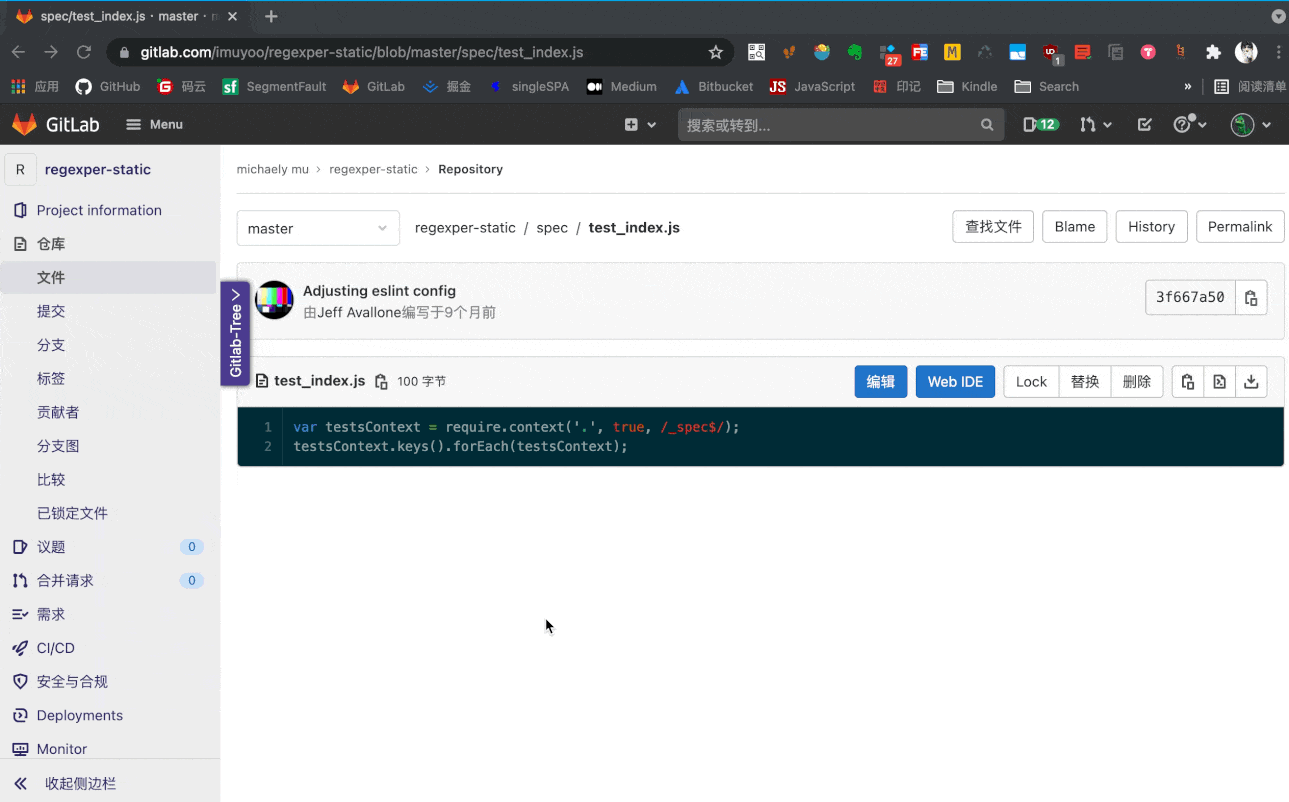 spec/test_index.js · master ·
gitlab.com/imuyoo/regexper-static/blob/master/spec/test_index.js
27
FE
M
1
T
应用
GitHub
G
码云
sf
SegmentFault
GitLab
掘金
singleSPA
Medium
Bitbucket
JS
JavaScript
印记
Kindle
Search
»
阅读清单
GitLab
Menu
搜索或转到...
12
R
regexper-static
Project information
仓库
文件
提交
分支
标签
贡献者
分支图
比较
已锁定文件
议题 0
合并请求 0
需求
CI/CD
安全与合规
Deployments
Monitor
收起侧边栏
Gitlab-Tree
michaely mu › regexper-static › Repository
master
regexper-static / spec / test_index.js
查找文件
Blame
History
Permalink
Adjusting eslint config
由Jeff Avallone编写于9个月前
3f667a50
test_index.js
100 字节
编辑
Web IDE
Lock
替换
删除
1 var testsContext = require.context('.', true, /_spec$/);
2 testsContext.keys().forEach(testsContext);